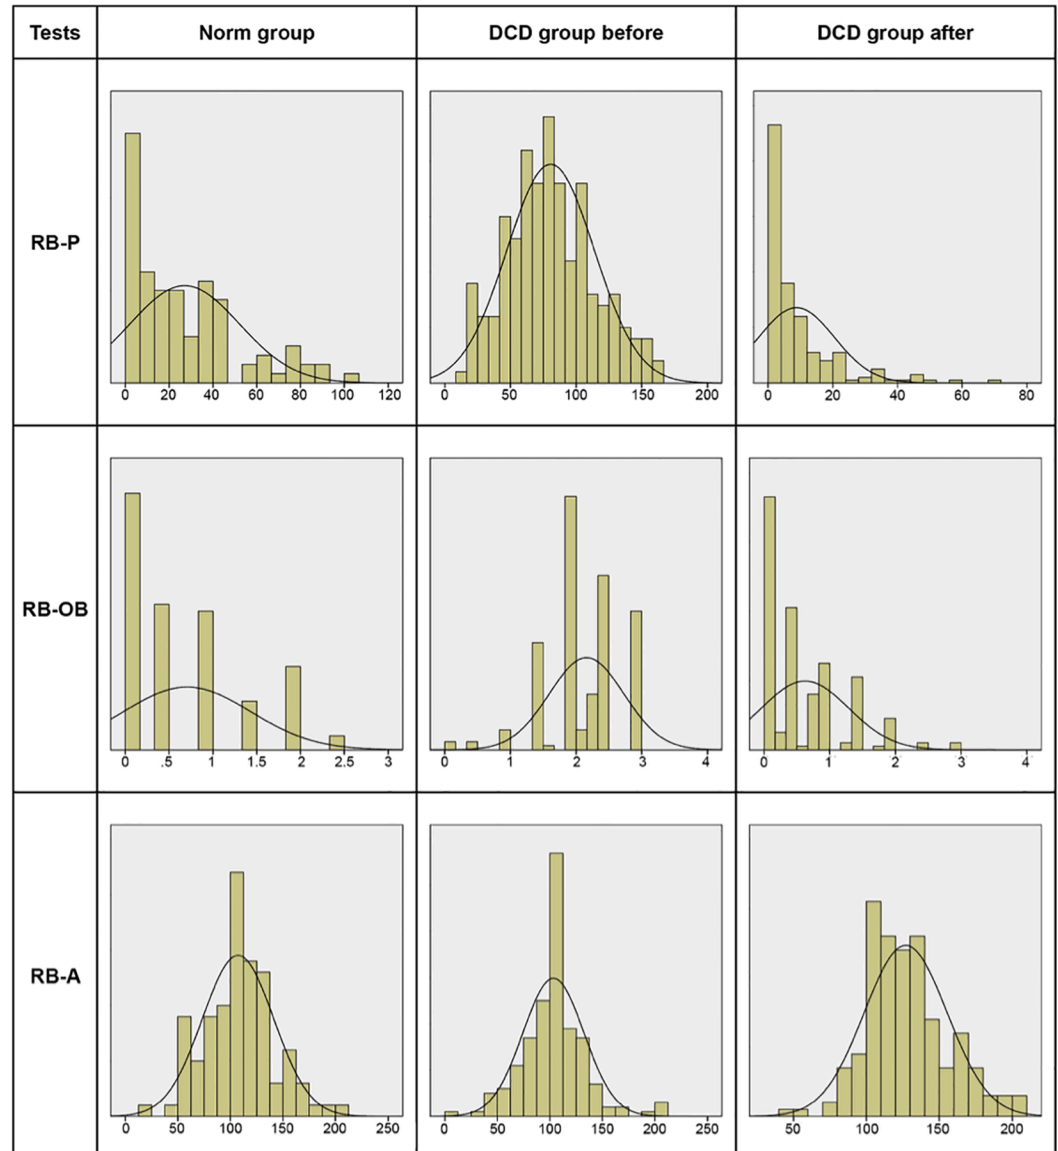 Tests Norm group DCD group before DCD group after
RB-P
0 20 40 60 80 100 120
0 50 100 150 200
0 20 40 60 80
RB-OB
0 .5 1 1.5 2 2.5 3
0 1 2 3 4
0 1 2 3 4
RB-A
0 50 100 150 200 250
0 50 100 150 200 250
50 100 150 200